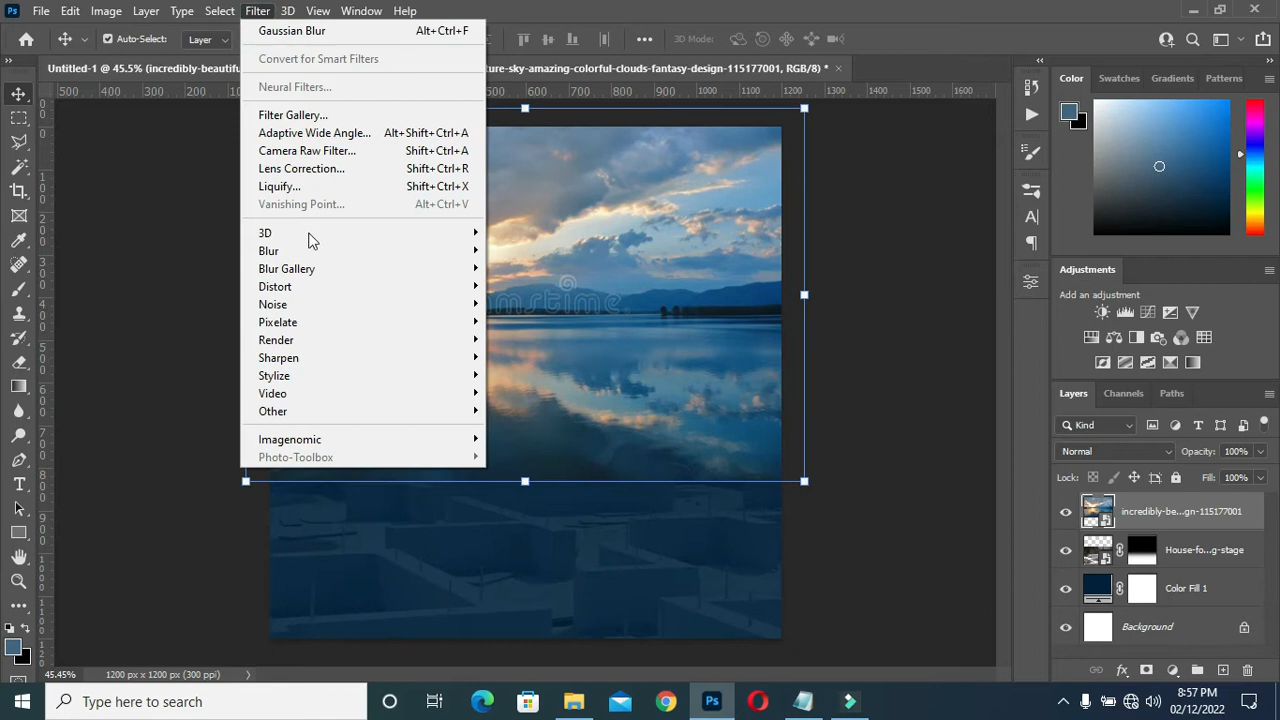 File Edit Image Layer Type Select Filter 3D View Window Help
Auto-Select: Layer 3D Mode:
Untitled-1 @ 45.5% (incredibly-beautifu ture-sky-amazing-colorful-clouds-fantasy-design-115177001, RGB/8) *
Gaussian Blur Alt+Ctrl+F
Convert for Smart Filters
Neural Filters...
Filter Gallery...
Adaptive Wide Angle... Alt+Shift+Ctrl+A
Camera Raw Filter... Shift+Ctrl+A
Lens Correction... Shift+Ctrl+R
Liquify... Shift+Ctrl+X
Vanishing Point... Alt+Ctrl+V
3D
Blur
Blur Gallery
Distort
Noise
Pixelate
Render
Sharpen
Stylize
Video
Other
Imagenomic
Photo-Toolbox
500 400 300 200 100 500 600 700 800 900 1000 1100 1200 1300 1400 1500 1600
Color Swatches Gradients Patterns
Adjustments
Add an adjustment
Layers Channels Paths
Kind
Normal Opacity: 100%
Lock: Fill: 100%
incredibly-be...gn-115177001
House-fo...g-stage
Color Fill 1
Background
45.45% 1200 px x 1200 px (300 ppi)
Type here to search
8:57 PM
02/12/2022